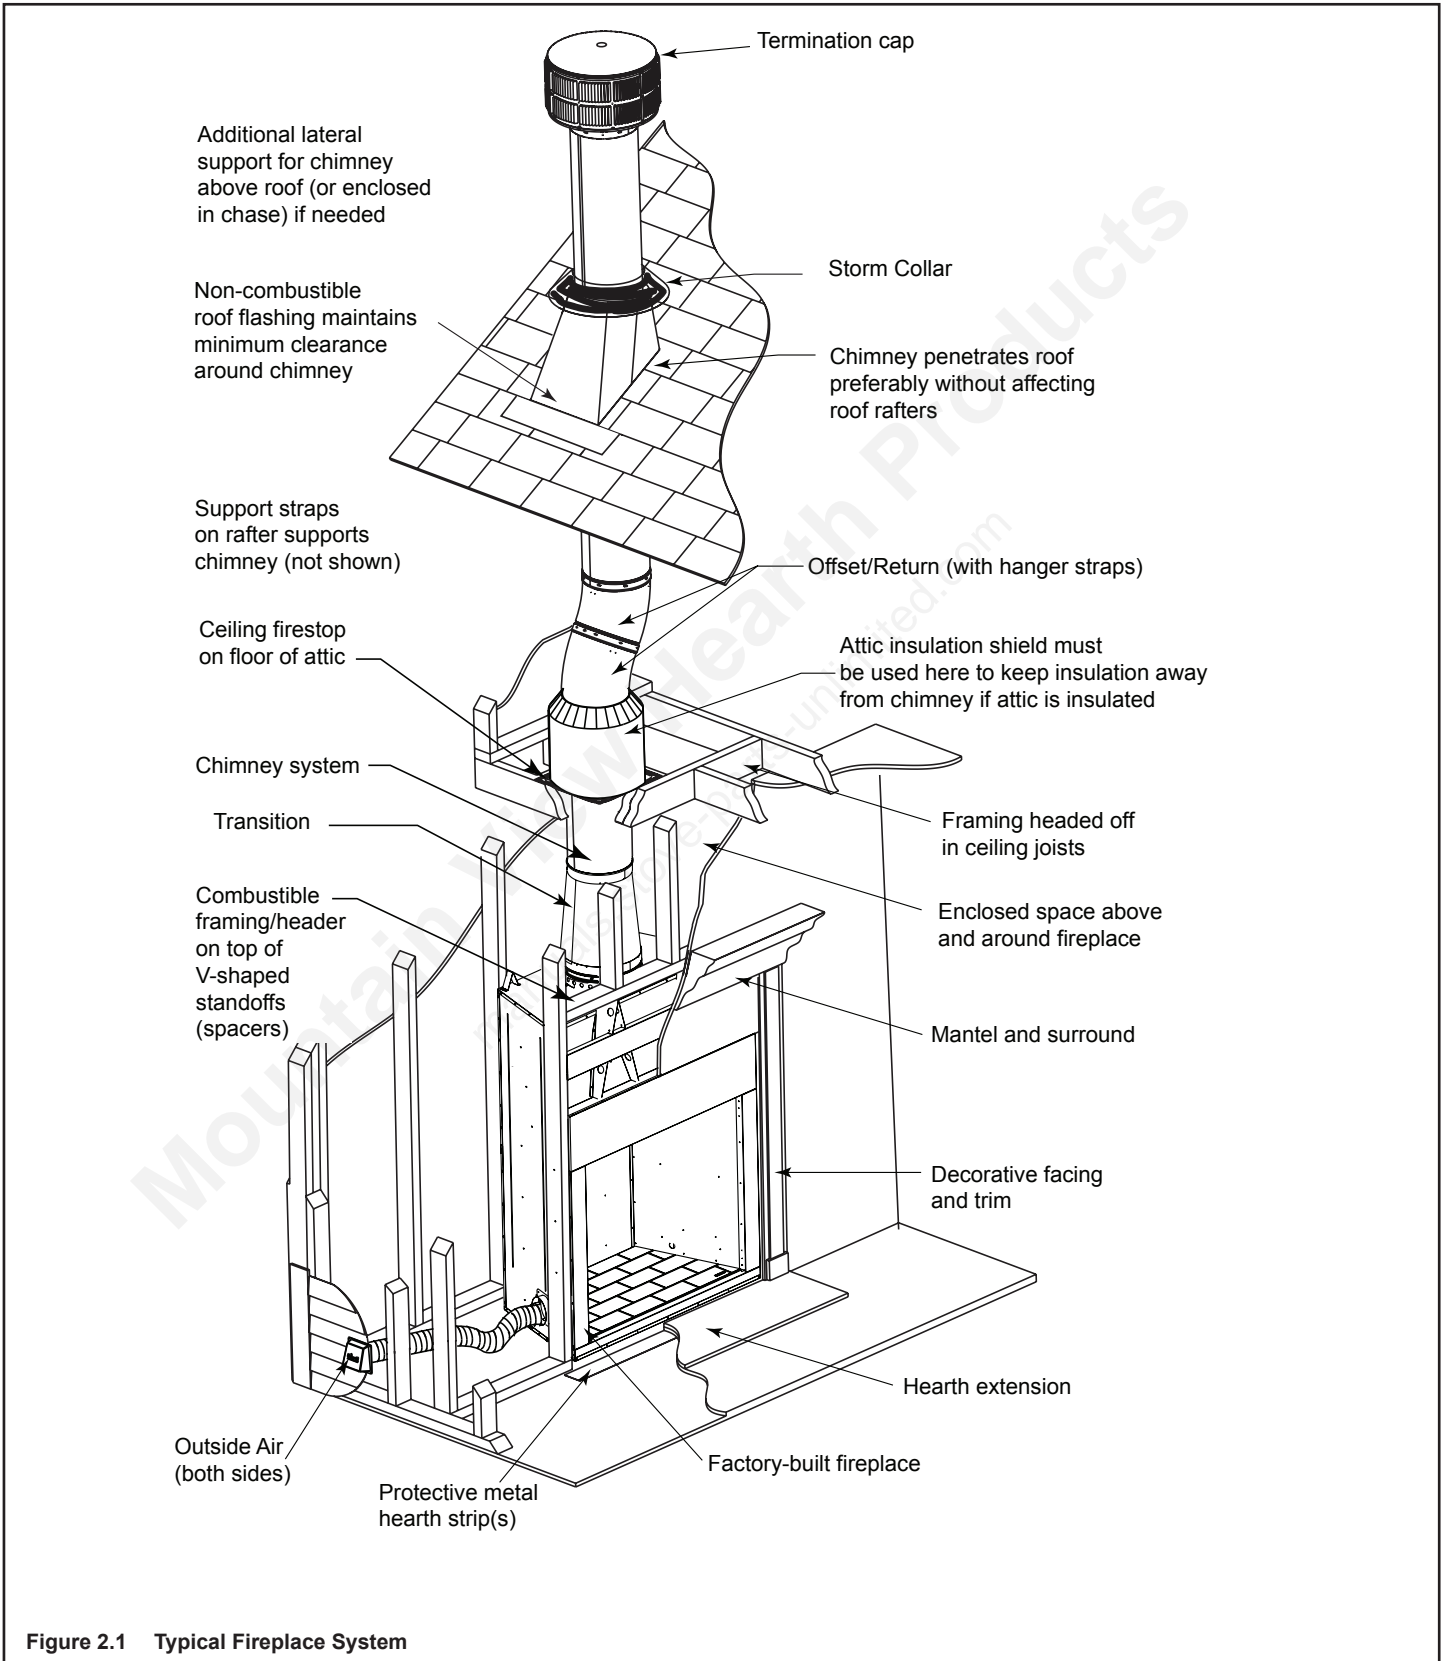 Termination cap
Additional lateral
support for chimney
above roof (or enclosed
in chase) if needed
Storm Collar
Non-combustible
roof flashing maintains
minimum clearance
around chimney
Chimney penetrates roof
preferably without affecting
roof rafters
Support straps
on rafter supports
chimney (not shown)
Offset/Return (with hanger straps)
Ceiling firestop
on floor of attic
Attic insulation shield must
be used here to keep insulation away
from chimney if attic is insulated
Chimney system
Transition
Framing headed off
in ceiling joists
Combustible
framing/header
on top of
V-shaped
standoffs
(spacers)
Enclosed space above
and around fireplace
Mantel and surround
Decorative facing
and trim
Hearth extension
Outside Air
(both sides)
Factory-built fireplace
Protective metal
hearth strip(s)
Figure 2.1 Typical Fireplace System
Mountain View Hearth Products
manuals.stove-parts-unlimited.com